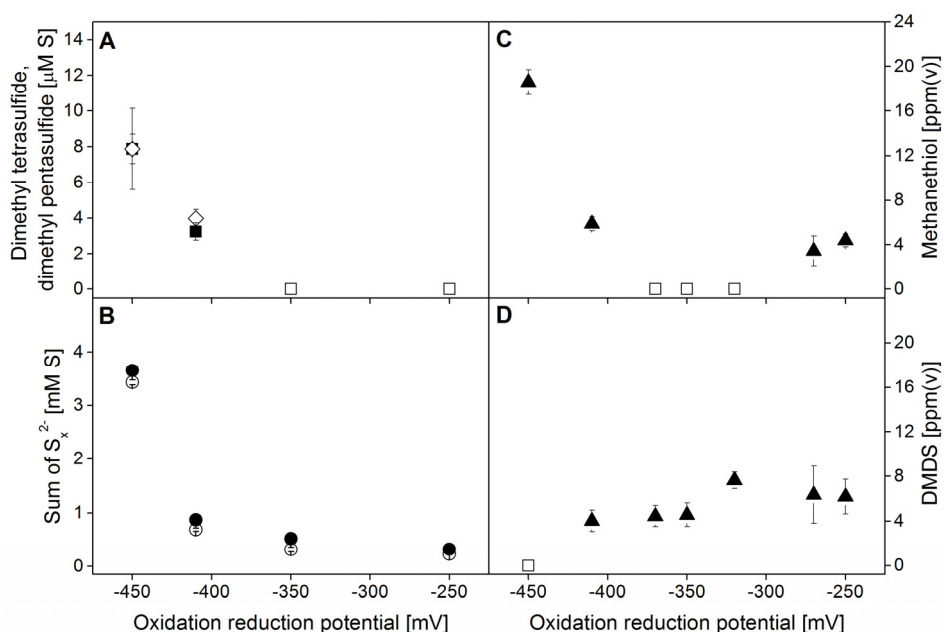 A
Dimethyl tetrasulfide,
dimethyl pentasulfide [µM S]
14
12
10
8
6
4
2
0
C
Methanethiol [ppm(v)]
24
20
16
12
8
4
0
B
Sum of Sₓ²⁻ [mM S]
4
3
2
1
0
-450 -400 -350 -300 -250
Oxidation reduction potential [mV]
D
DMDS [ppm(v)]
20
16
12
8
4
0
-450 -400 -350 -300 -250
Oxidation reduction potential [mV]